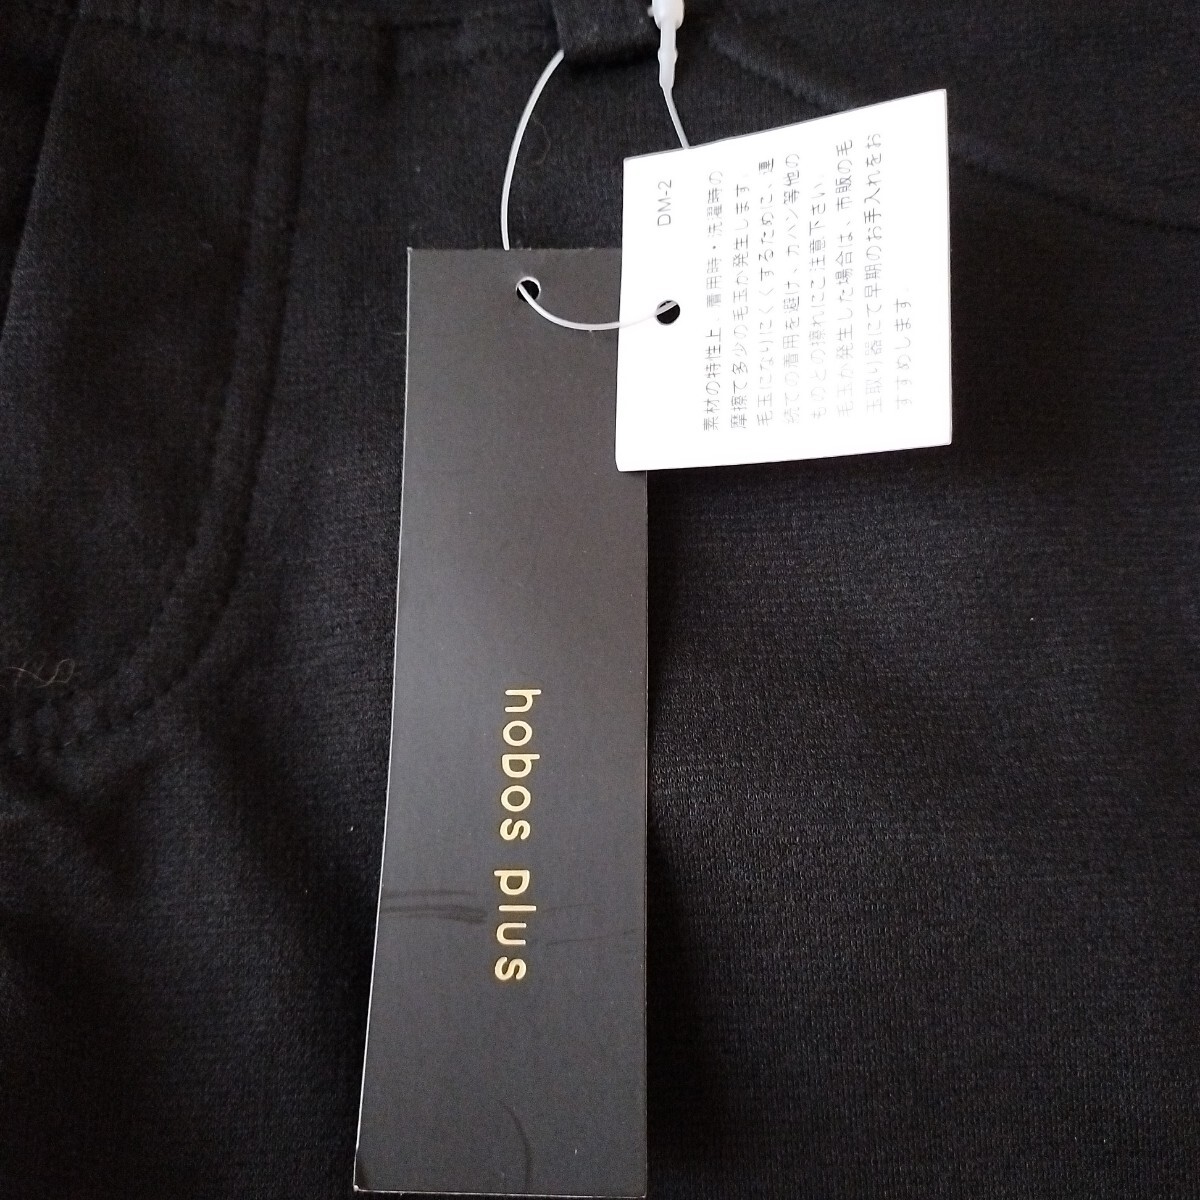 DM-2
素材の特性上、着用時・洗濯時の
摩擦で多少の毛玉が発生します。
毛玉になりにくくするために、連
続での着用を避け、カバン等他の
ものとの擦れにご注意下さい。
毛玉が発生した場合は、市販の毛
玉取り器にて早期のお手入れをお
すすめします。
hobos plus